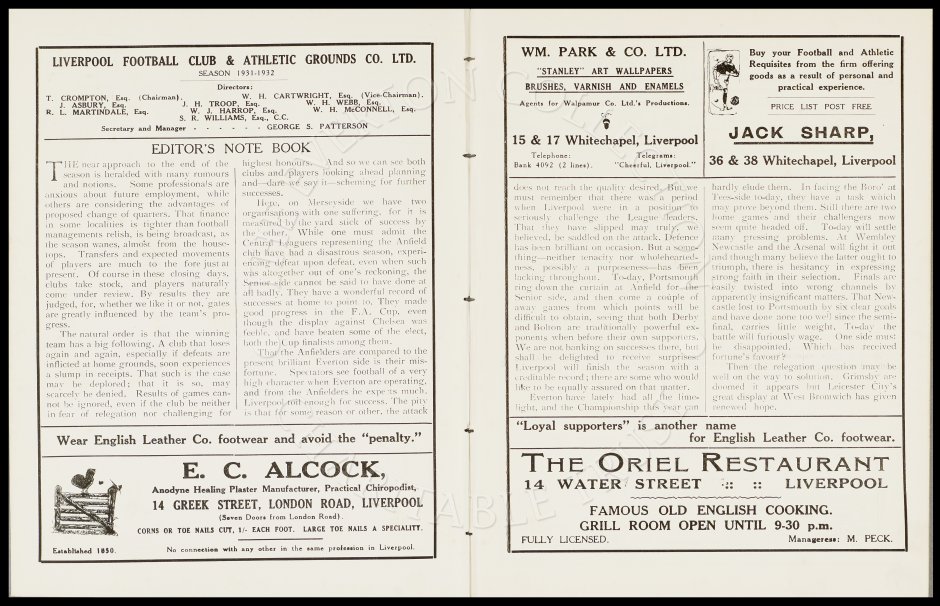 LIVERPOOL FOOTBALL CLUB & ATHLETIC GROUNDS CO. LTD.
SEASON 1931-1932
Directors:
T. CROMPTON, Esq. (Chairman). W. H. CARTWRIGHT, Esq. (Vice-Chairman).
J. ASBURY, Esq. J. H. TROOP, Esq. W. H. WEBB, Esq.
R. L. MARTINDALE, Esq. W. J. HARROP, Esq. W. H. McCONNELL, Esq.
S. R. WILLIAMS, Esq., C.C.
Secretary and Manager - - - - - - GEORGE S. PATTERSON
EDITOR'S NOTE BOOK
THE near approach to the end of the
season is heralded with many rumours
and notions. Some professionals are
anxious about future employment, while
others are considering the advantages of
proposed change of quarters. That finance
in some localities is tighter than football
managements relish, is being broadcast, as
the season wanes, almost from the house-
tops. Transfers and expected movements
of players are much to the fore just at
present. Of course in these closing days,
clubs take stock, and players naturally
come under review. By results they are
judged, for, whether we like it or not, gates
are greatly influenced by the team's pro-
gress.
The natural order is that the winning
team has a big following. A club that loses
again and again, especially if defeats are
inflicted at home grounds, soon experiences
a slump in receipts. That such is the case
may be deplored; that it is so, may
scarcely be denied. Results of games can-
not be ignored, even if the club be neither
in fear of relegation nor challenging for
highest honours. And so we can see both
clubs and players looking ahead planning
and—dare we say it—scheming for further
successes.
Here, on Merseyside we have two
organisations with one suffering, for it is
measured by the yard stick of success by
the other. While one must admit the
Central Leaguers representing the Anfield
club have had a disastrous season, experi-
encing defeat upon defeat, even when such
was altogether out of one's reckoning, the
Senior side cannot be said to have done at
all badly. They have a wonderful record of
successes at home to point to. They made
good progress in the F.A. Cup, even
though the display against Chelsea was
feeble, and have beaten some of the elect,
both the Cup finalists among them.
That the Anfielders are compared to the
present brilliant Everton side is their mis-
fortune. Spectators see football of a very
high character when Everton are operating,
and from the Anfielders he expects much.
Liverpool toil enough for success. The pity
is that for some reason or other, the attack
Wear English Leather Co. footwear and avoid the "penalty."
E. C. ALCOCK,
Anodyne Healing Plaster Manufacturer, Practical Chiropodist,
14 GREEK STREET, LONDON ROAD, LIVERPOOL
(Seven Doors from London Road).
CORNS OR TOE NAILS CUT, 1/- EACH FOOT. LARGE TOE NAILS A SPECIALITY.
Established 1850. No connection with any other in the same profession in Liverpool.
WM. PARK & CO. LTD.
"STANLEY" ART WALLPAPERS
BRUSHES, VARNISH AND ENAMELS
Agents for Walpamur Co. Ltd.'s Productions.
15 & 17 Whitechapel, Liverpool
Telephone: Telegrams:
Bank 4092 (2 lines). "Cheerful, Liverpool."
Buy your Football and Athletic
Requisites from the firm offering
goods as a result of personal and
practical experience.
PRICE LIST POST FREE
JACK SHARP,
36 & 38 Whitechapel, Liverpool
does not reach the quality desired. But we
must remember that there was a period
when Liverpool were in a position to
seriously challenge the League leaders.
That they have slipped may truly, we
believe, be saddled on the attack. Defence
has been brilliant on occasion. But a some-
thing—neither tenacity nor wholehearted-
ness, possibly a purposeness—has been
lacking throughout. To-day, Portsmouth
ring down the curtain at Anfield for the
Senior side, and then come a couple of
away games from which points will be
difficult to obtain, seeing that both Derby
and Bolton are traditionally powerful ex-
ponents when before their own supporters.
We are not banking on successes there, but
shall be delighted to receive surprises.
Liverpool will finish the season with a
creditable record; there are some who would
like to be equally assured on that matter.
Everton have lately had all the lime-
light, and the Championship this year can
hardly elude them. In facing the Boro' at
Tees-side to-day, they have a task which
may prove beyond them. Still there are two
home games and their challengers now
seem quite headed off. To-day will settle
many pressing problems. At Wembley
Newcastle and the Arsenal will fight it out
and though many believe the latter ought to
triumph, there is hesitancy in expressing
strong faith in their selection. Finals are
easily twisted into wrong channels by
apparently insignificant matters. That New-
castle lost to Portsmouth by six clear goals
and have done none too well since the semi-
final, carries little weight. To-day the
battle will furiously wage. One side must
be disappointed. Which has received
fortune's favour?
Then the relegation question may be
well on the way to solution. Grimsby are
doomed it appears but Leicester City's
great display at West Bromwich has given
renewed hope.
"Loyal supporters" is another name
for English Leather Co. footwear.
THE ORIEL RESTAURANT
14 WATER STREET :: :: LIVERPOOL
FAMOUS OLD ENGLISH COOKING.
GRILL ROOM OPEN UNTIL 9-30 p.m.
FULLY LICENSED. Manageress: M. PECK.